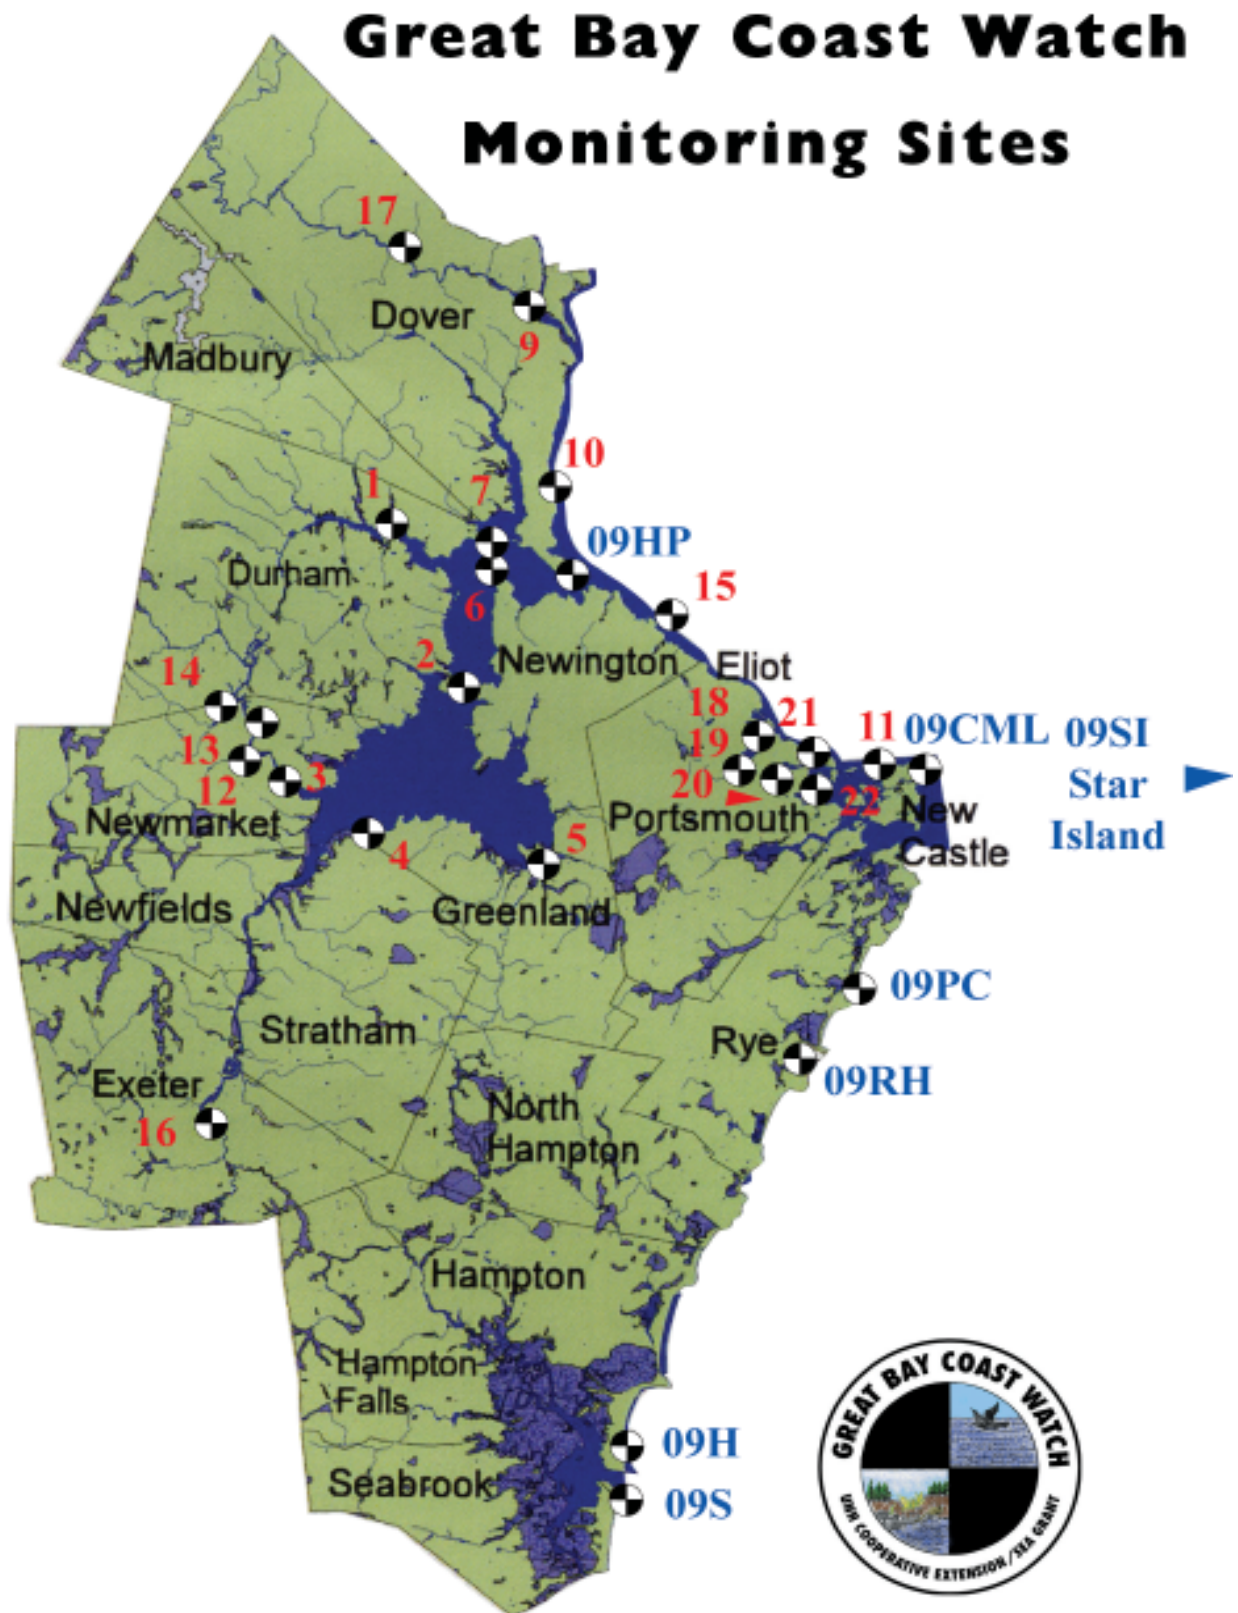 Great Bay Coast Watch
Monitoring Sites
17
Dover
9
Madbury
10
1
7
09HP
Durham
6
15
2
Newington
Eliot
14
18
21
11
09CML
09SI
19
13
Star
20
12
3
22
Island
Portsmouth
New
Castle
Newmarket
4
5
Newfields
Greenland
09PC
Stratham
Rye
Exeter
09RH
North
Hampton
16
Hampton
Hampton
Falls
09H
Seabrook
09S
GREAT BAY COAST WATCH
UNH COOPERATIVE EXTENSION/SEA GRANT